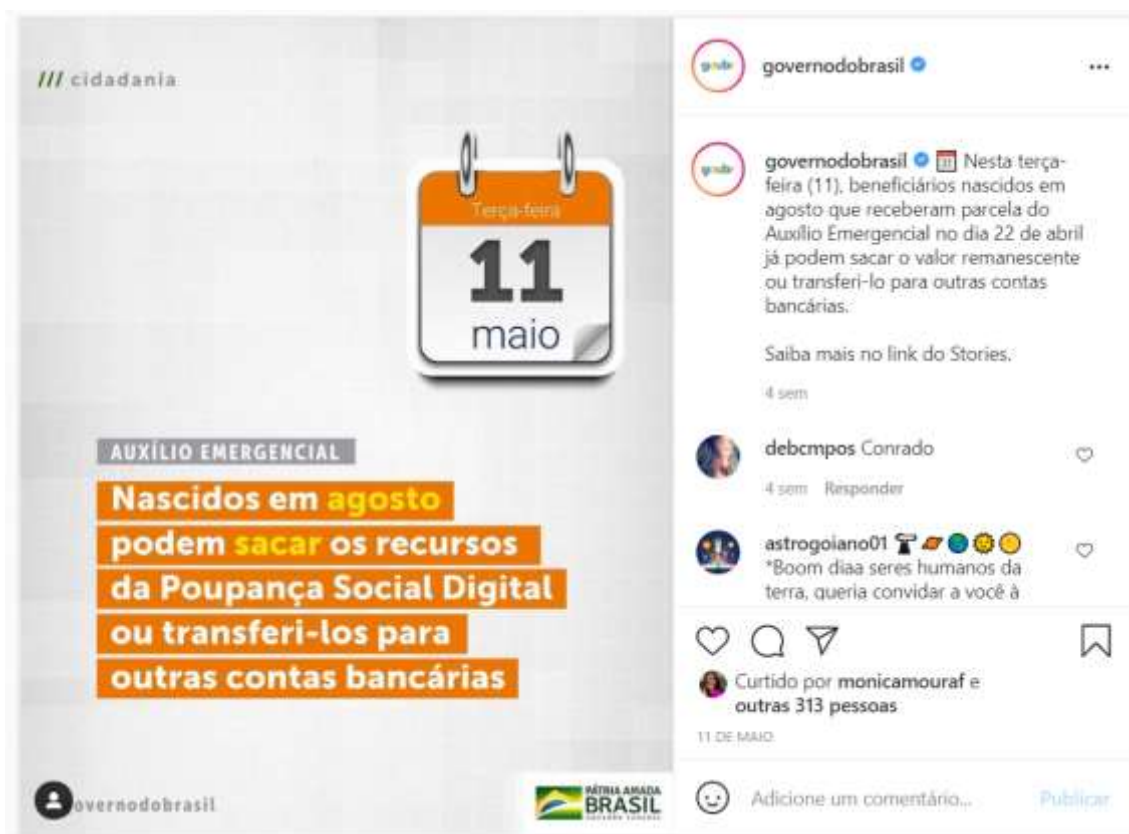 /// cidadania
Terça-feira
11
maio
AUXÍLIO EMERGENCIAL
Nascidos em agosto
podem sacar os recursos
da Poupança Social Digital
ou transferi-los para
outras contas bancárias
overnodobrasil
PÁTRIA AMADA
BRASIL
GOVERNO FEDERAL
govbr
governodobrasil
...
govbr
governodobrasil Nesta terça-
feira (11), beneficiários nascidos em
agosto que receberam parcela do
Auxílio Emergencial no dia 22 de abril
já podem sacar o valor remanescente
ou transferi-lo para outras contas
bancárias.
Saiba mais no link do Stories.
4 sem
debcmpos Conrado
4 sem Responder
astrogoiano01
*Boom diaa seres humanos da
terra, queria convidar a você à
Curtido por monicamouraf e
outras 313 pessoas
11 DE MAIO
Adicione um comentário...
Publicar